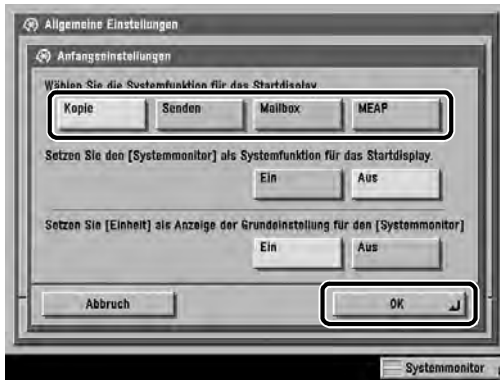 Allgemeine Einstellungen
Anfangseinstellungen
Wählen Sie die Systemfunktion für das Startdisplay.
Kopie Senden Mailbox MEAP
Setzen Sie den [Systemmonitor] als Systemfunktion für das Startdisplay.
Ein Aus
Setzen Sie [Einheit] als Anzeige der Grundeinstellung für den [Systemmonitor]
Ein Aus
Abbruch OK
Systemmonitor